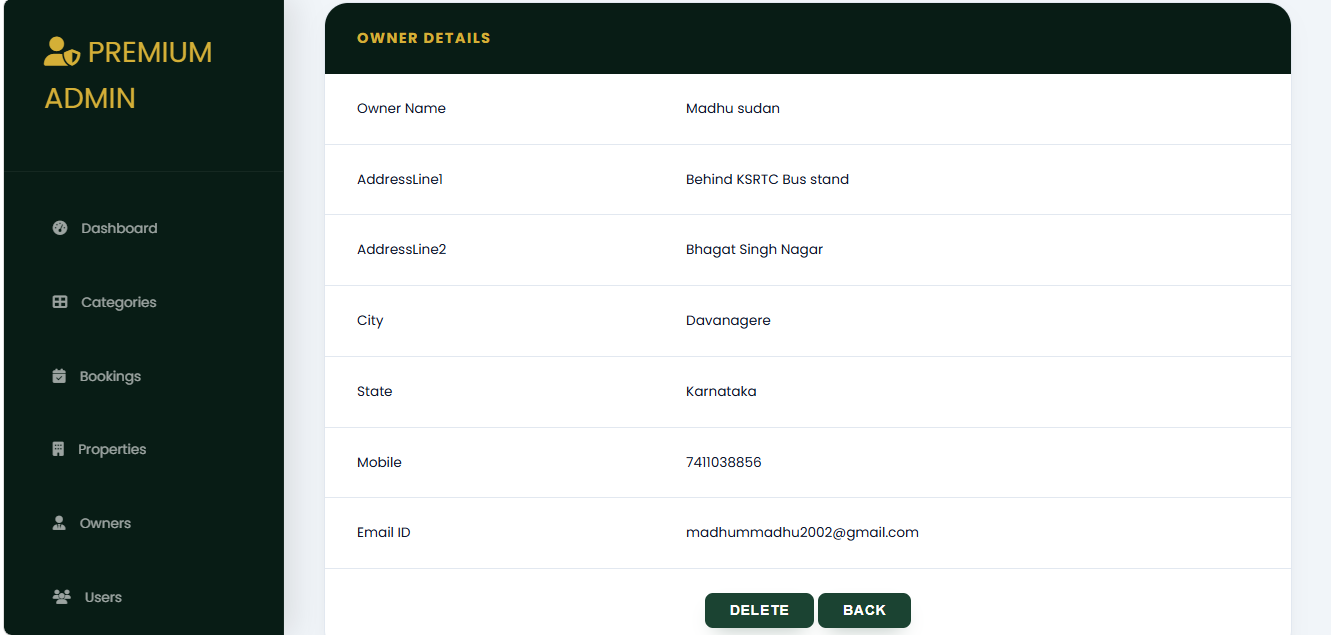 PREMIUM
ADMIN
Dashboard
Categories
Bookings
Properties
Owners
Users
OWNER DETAILS
Owner Name Madhu sudan
AddressLine1 Behind KSRTC Bus stand
AddressLine2 Bhagat Singh Nagar
City Davanagere
State Karnataka
Mobile 7411038856
Email ID madhummadhu2002@gmail.com
DELETE BACK